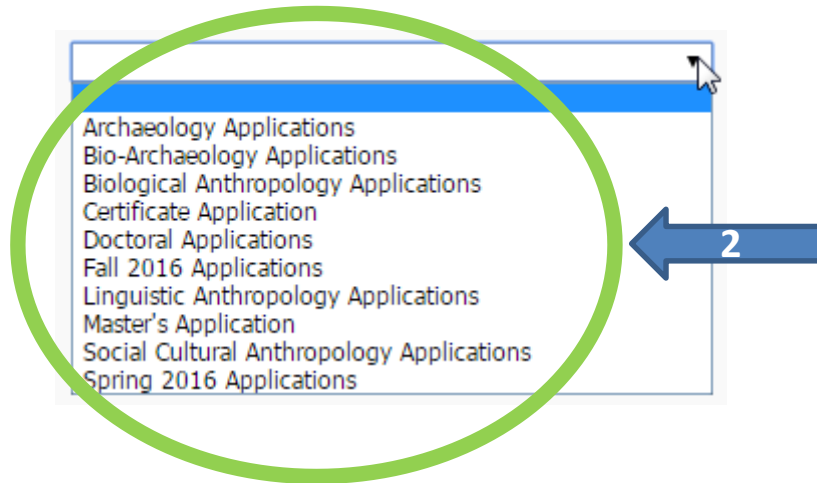 Archaeology Applications
Bio-Archaeology Applications
Biological Anthropology Applications
Certificate Application
Doctoral Applications
2
Fall 2016 Applications
Linguistic Anthropology Applications
Master's Application
Social Cultural Anthropology Applications
Spring 2016 Applications